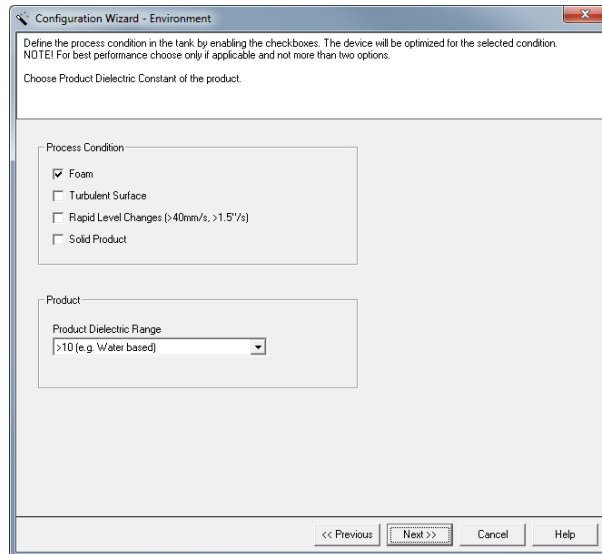 Configuration Wizard - Environment
Define the process condition in the tank by enabling the checkboxes. The device will be optimized for the selected condition.
NOTE! For best performance choose only if applicable and not more than two options.
Choose Product Dielectric Constant of the product.
Process Condition
Foam
Turbulent Surface
Rapid Level Changes (>40mm/s, >1.5"/s)
Solid Product
Product
Product Dielectric Range
>10 (e.g. Water based)
<< Previous
Next >>
Cancel
Help